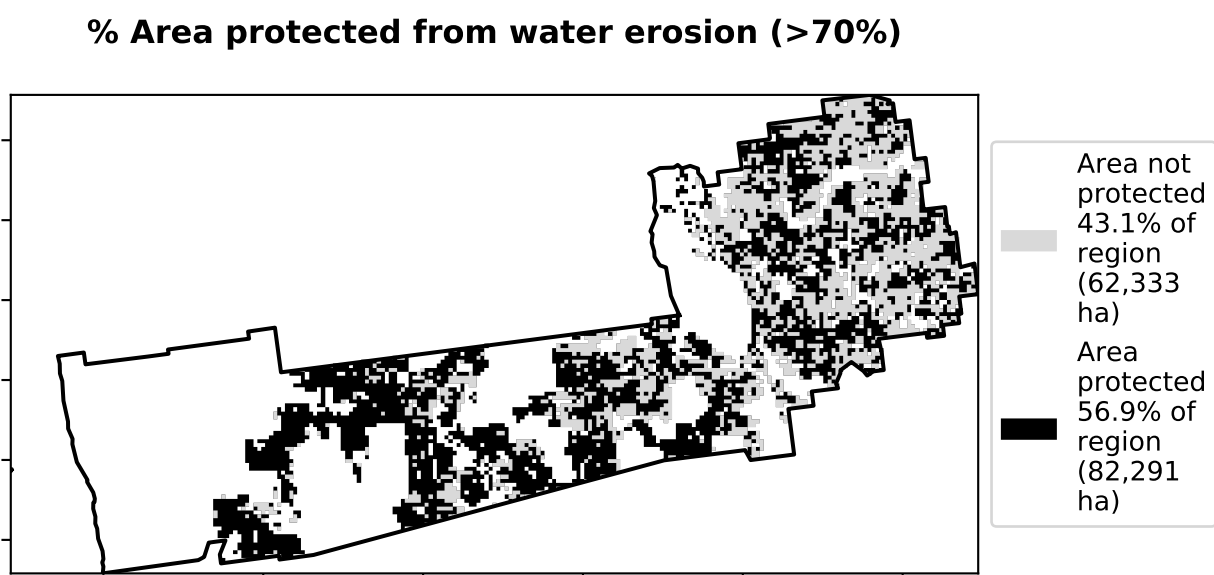 % Area protected from water erosion (>70%)
Area not
protected
43.1% of
region
(62,333
ha)
Area
protected
56.9% of
region
(82,291
ha)